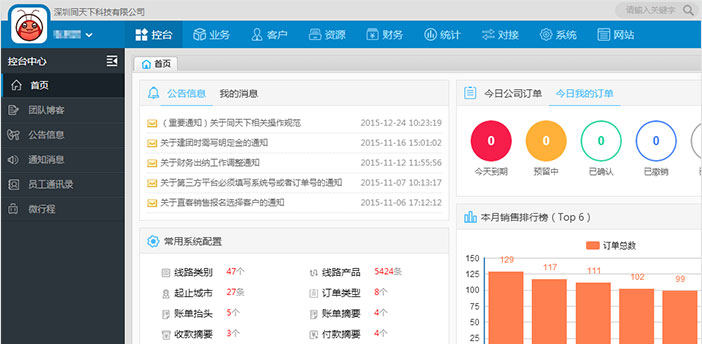 深圳同天下科技有限公司
请输入关键字
控台 业务 客户 资源 财务 统计 对接 系统 网站
控台中心
首页
团队博客
公告信息
通知消息
员工通讯录
微行程
首页
公告信息 我的消息
（重要通知）关于同天下相关操作规范 2015-12-24 10:23:19
关于建团时需写明定金的通知 2015-11-16 15:01:02
关于财务出纳工作调整通知 2015-11-12 11:55:56
关于第三方平台必须填写系统号或者订单号的通知 2015-11-07 10:13:17
关于直客销售报名选择客户的通知 2015-11-06 17:12:12
常用系统配置
线路类别 47个 线路产品 5424条
起止城市 27条 订单类型 8个
账单抬头 5个 账单摘要 4个
收款摘要 3个 付款摘要 4个
今日公司订单 今日我的订单
0 0 0 0
今天到期 预留中 已确认 已撤销
本月销售排行榜（Top 6）
订单总数
150
125
100
75
50
25
0
129 117 111 102 99